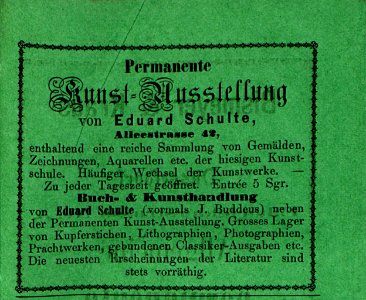 Permanente
Kunst-Ausstellung
von Eduard Schulte,
Alleestrasse 42,
enthaltend eine reiche Sammlung von Gemälden,
Zeichnungen, Aquarellen etc. der hiesigen Kunst-
schule. Häufiger Wechsel der Kunstwerke. —
Zu jeder Tageszeit geöffnet. Entrée 5 Sgr.
Buch- & Kunsthandlung
von Eduard Schulte (vormals J. Buddeus) neben
der Permanenten Kunst-Ausstellung. Grosses Lager
von Kupferstichen, Lithographien, Photographien,
Prachtwerken, gebundenen Classiker-Ausgaben etc.
Die neuesten Erscheinungen der Literatur sind
stets vorräthig.